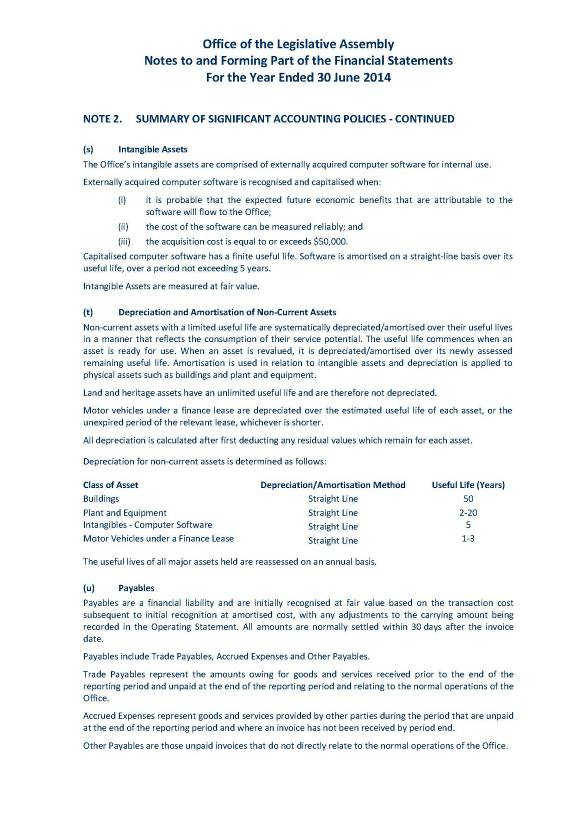 Office of the Legislative Assembly
Notes to and Forming Part of the Financial Statements
For the Year Ended 30 June 2014
NOTE 2. SUMMARY OF SIGNIFICANT ACCOUNTING POLICIES - CONTINUED
(s) Intangible Assets
The Office's intangible assets are comprised of externally acquired computer software for internal use.
Externally acquired computer software is recognised and capitalised when:
(i) it is probable that the expected future economic benefits that are attributable to the
software will flow to the Office;
(ii) the cost of the software can be measured reliably; and
(iii) the acquisition cost is equal to or exceeds $50,000.
Capitalised computer software has a finite useful life. Software is amortised on a straight-line basis over its
useful life, over a period not exceeding 5 years.
Intangible Assets are measured at fair value.
(t) Depreciation and Amortisation of Non-Current Assets
Non-current assets with a limited useful life are systematically depreciated/amortised over their useful lives
in a manner that reflects the consumption of their service potential. The useful life commences when an
asset is ready for use. When an asset is revalued, it is depreciated/amortised over its newly assessed
remaining useful life. Amortisation is used in relation to intangible assets and depreciation is applied to
physical assets such as buildings and plant and equipment.
Land and heritage assets have an unlimited useful life and are therefore not depreciated.
Motor vehicles under a finance lease are depreciated over the estimated useful life of each asset, or the
unexpired period of the relevant lease, whichever is shorter.
All depreciation is calculated after first deducting any residual values which remain for each asset.
Depreciation for non-current assets is determined as follows:
Class of Asset Depreciation/Amortisation Method Useful Life (Years)
Buildings Straight Line 50
Plant and Equipment Straight Line 2-20
Intangibles - Computer Software Straight Line 5
Motor Vehicles under a Finance Lease Straight Line 1-3
The useful lives of all major assets held are reassessed on an annual basis.
(u) Payables
Payables are a financial liability and are initially recognised at fair value based on the transaction cost
subsequent to initial recognition at amortised cost, with any adjustments to the carrying amount being
recorded in the Operating Statement. All amounts are normally settled within 30 days after the invoice
date.
Payables include Trade Payables, Accrued Expenses and Other Payables.
Trade Payables represent the amounts owing for goods and services received prior to the end of the
reporting period and unpaid at the end of the reporting period and relating to the normal operations of the
Office.
Accrued Expenses represent goods and services provided by other parties during the period that are unpaid
at the end of the reporting period and where an invoice has not been received by period end.
Other Payables are those unpaid invoices that do not directly relate to the normal operations of the Office.